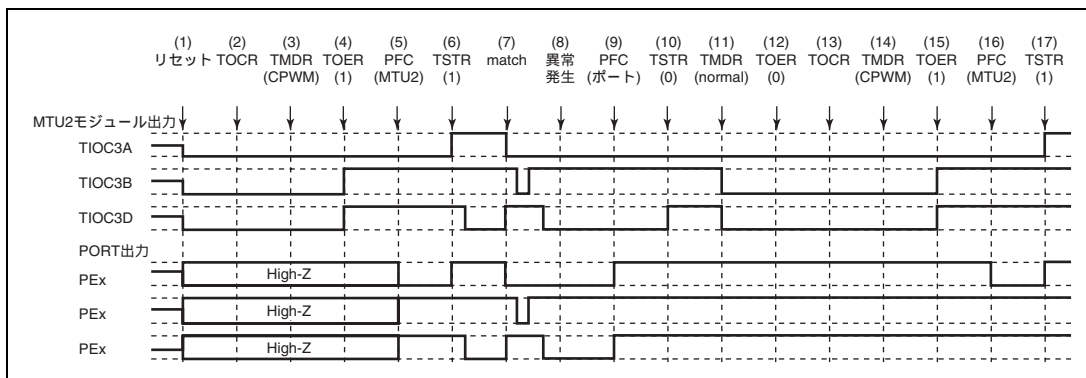 (1) (2) (3) (4) (5) (6) (7) (8) (9) (10) (11) (12) (13) (14) (15) (16) (17)
リセット TOCR TMDR TOER PFC TSTR match 異常 PFC TSTR TMDR TOER TOCR TMDR TOER PFC TSTR
(CPWM) (1) (MTU2) (1) 発生 (ポート) (0) (normal) (0) (CPWM) (1) (MTU2) (1)
MTU2モジュール出力
TIOC3A
TIOC3B
TIOC3D
PORT出力
PEx High-Z
PEx High-Z
PEx High-Z